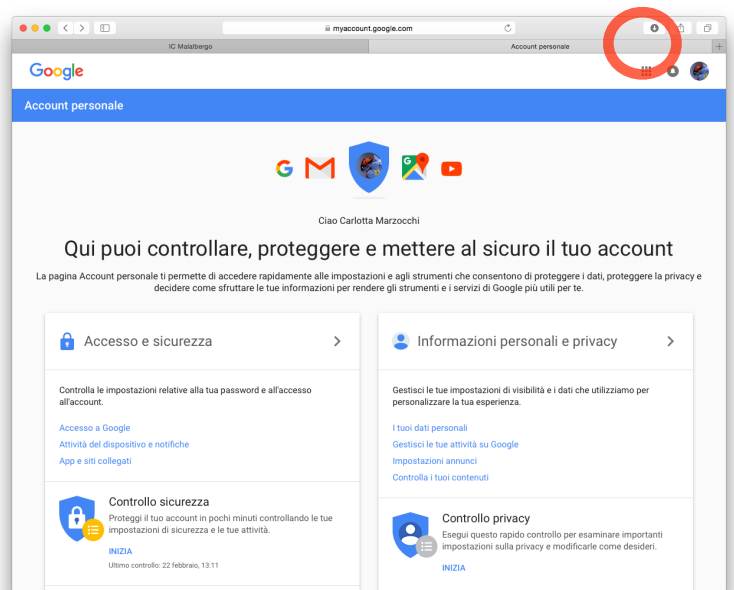 myaccount.google.com
IC Malalbergo
Account personale
Google
Account personale
G
G
Ciao Carlotta Marzocchi
Qui puoi controllare, proteggere e mettere al sicuro il tuo account
La pagina Account personale ti permette di accedere rapidamente alle impostazioni e agli strumenti che consentono di proteggere i dati, proteggere la privacy e
decidere come sfruttare le tue informazioni per rendere gli strumenti e i servizi di Google più utili per te.
Accesso e sicurezza
Controlla le impostazioni relative alla tua password e all'accesso
all'account.
Accesso a Google
Attività del dispositivo e notifiche
App e siti collegati
Controllo sicurezza
Proteggi il tuo account in pochi minuti controllando le tue
impostazioni di sicurezza e le tue attività.
INIZIA
Ultimo controllo: 22 febbraio, 13:11
Informazioni personali e privacy
Gestisci le tue impostazioni di visibilità e i dati che utilizziamo per
personalizzare la tua esperienza.
I tuoi dati personali
Gestisci le tue attività su Google
Impostazioni annunci
Controlla i tuoi contenuti
Controllo privacy
Esegui questo rapido controllo per esaminare importanti
impostazioni sulla privacy e modificarle come desideri.
INIZIA